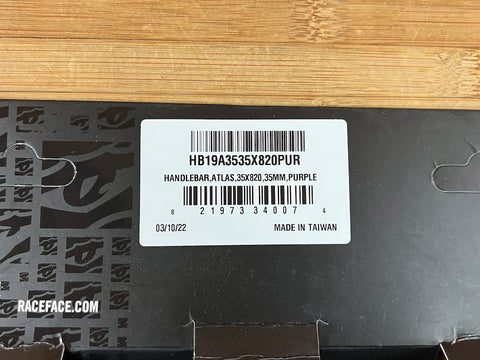 HB19A3535X820PUR
HANDLEBAR,ATLAS,35X820,35MM,PURPLE
8 21973 34007 4
03/10/22 MADE IN TAIWAN
RACEFACE.COM